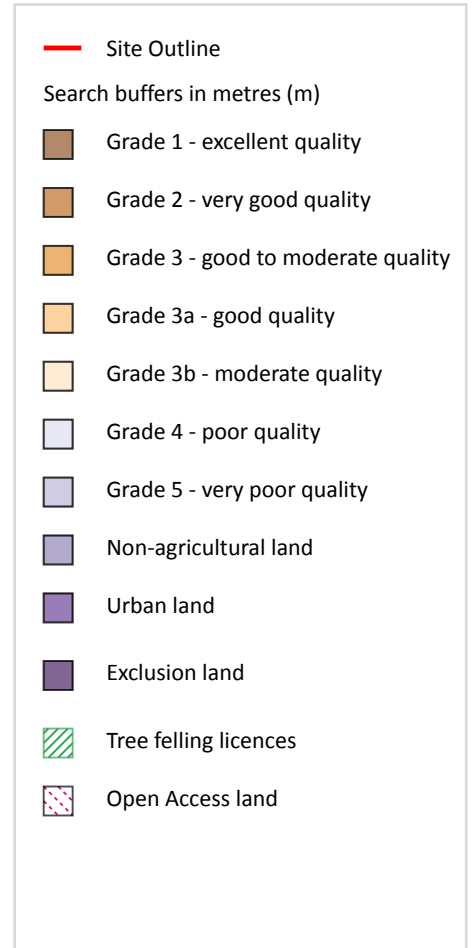 Site Outline
Search buffers in metres (m)
Grade 1 - excellent quality
Grade 2 - very good quality
Grade 3 - good to moderate quality
Grade 3a - good quality
Grade 3b - moderate quality
Grade 4 - poor quality
Grade 5 - very poor quality
Non-agricultural land
Urban land
Exclusion land
Tree felling licences
Open Access land